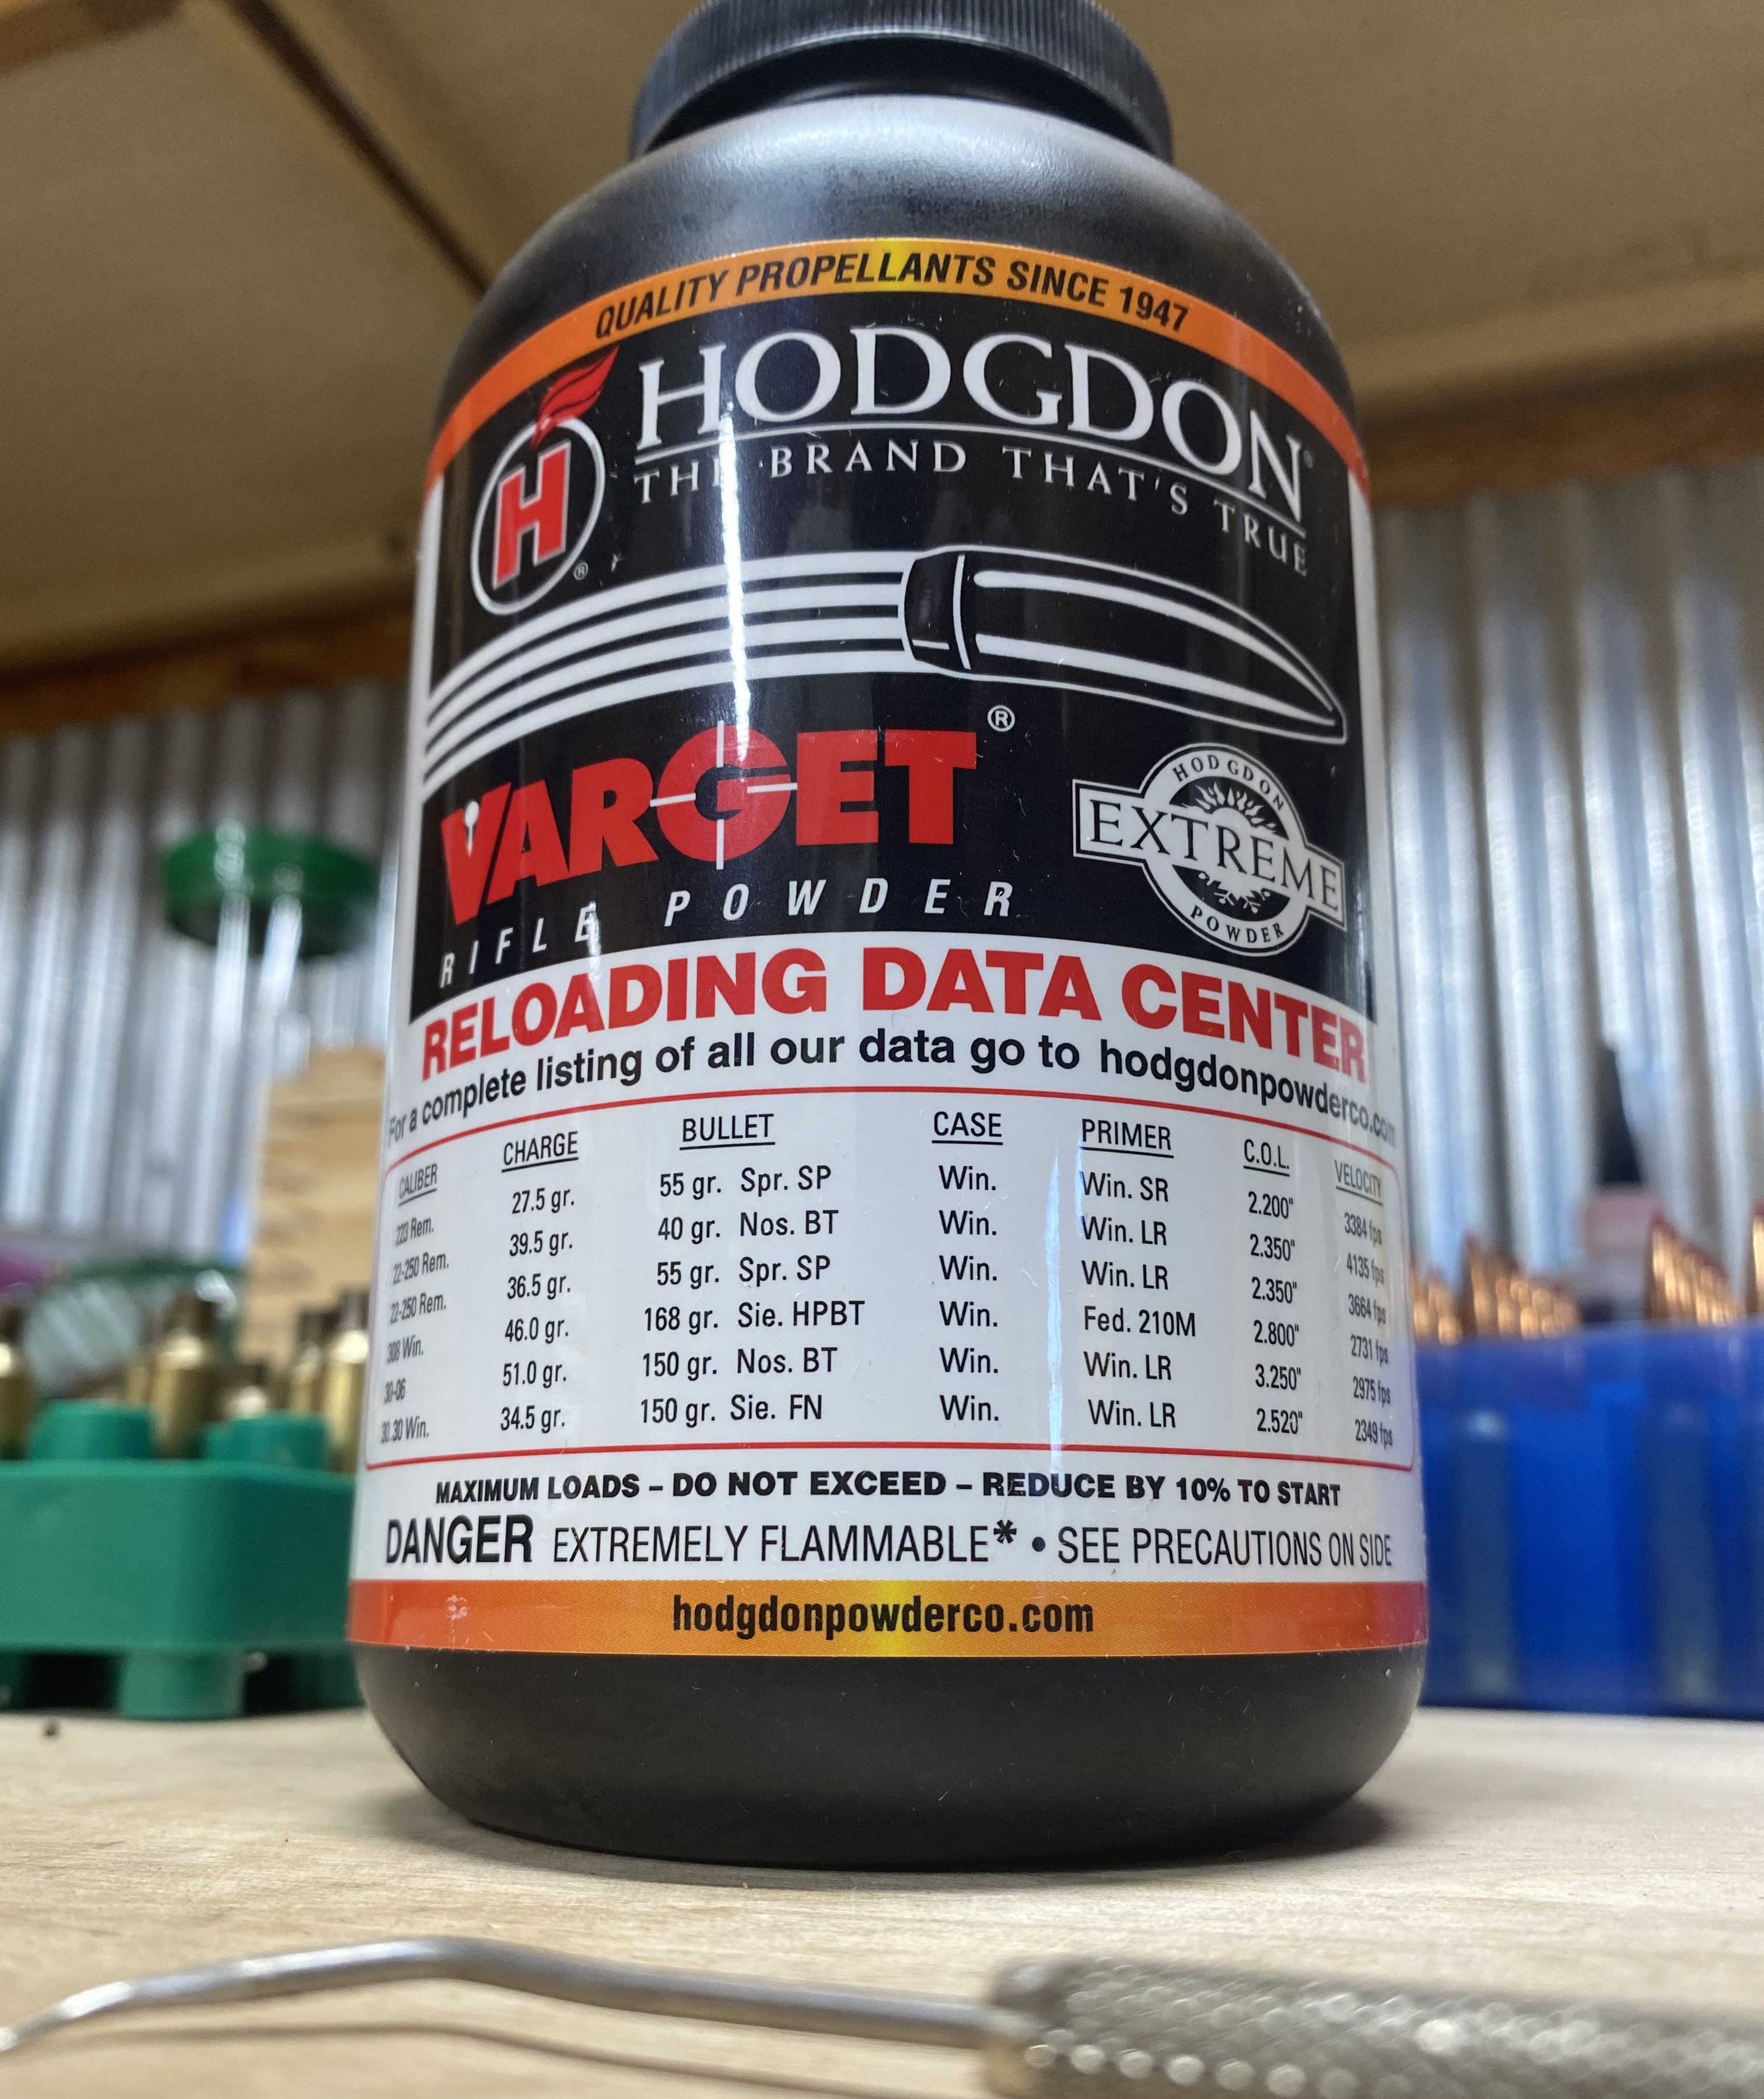 QUALITY PROPELLANTS SINCE 1947
HODGDON®
THE BRAND THAT'S TRUE
H®
VARGET®
RIFLE POWDER
HODGDON
EXTREME
POWDER
RELOADING DATA CENTER
For a complete listing of all our data go to hodgdonpowderco.com
CALIBER CHARGE BULLET CASE PRIMER C.O.L. VELOCITY
223 Rem. 27.5 gr. 55 gr. Spr. SP Win. Win. SR 2.200" 3384 fps
22-250 Rem. 39.5 gr. 40 gr. Nos. BT Win. Win. LR 2.350" 4135 fps
22-250 Rem. 36.5 gr. 55 gr. Spr. SP Win. Win. LR 2.350" 3664 fps
308 Win. 46.0 gr. 168 gr. Sie. HPBT Win. Fed. 210M 2.800" 2731 fps
30-06 51.0 gr. 150 gr. Nos. BT Win. Win. LR 3.250" 2975 fps
30.30 Win. 34.5 gr. 150 gr. Sie. FN Win. Win. LR 2.520" 2349 fps
MAXIMUM LOADS – DO NOT EXCEED – REDUCE BY 10% TO START
DANGER EXTREMELY FLAMMABLE* • SEE PRECAUTIONS ON SIDE
hodgdonpowderco.com